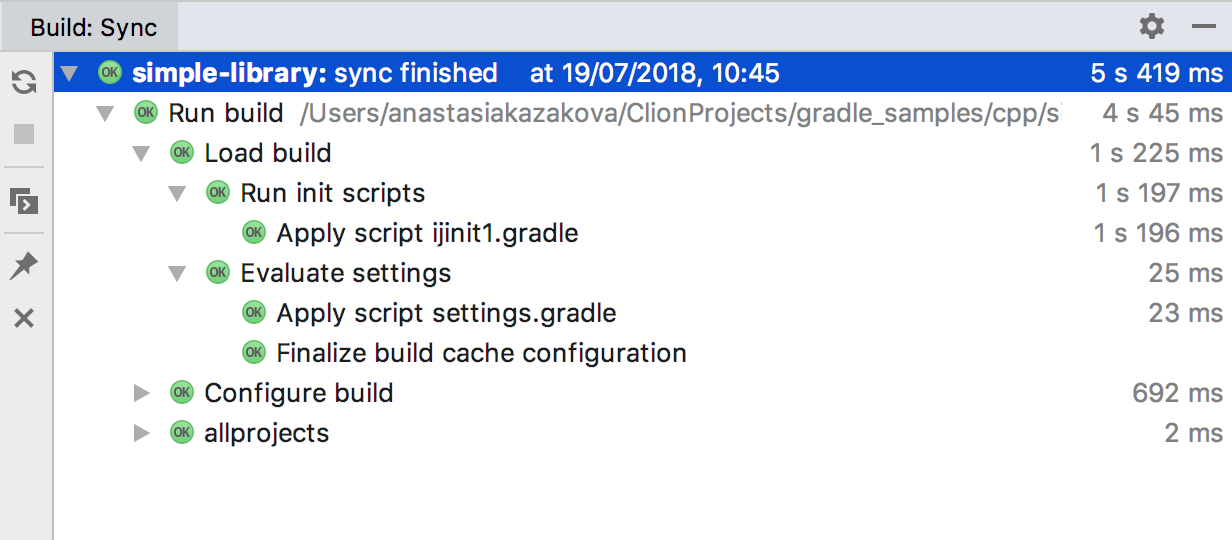 Build: Sync
OK simple-library: sync finished at 19/07/2018, 10:45 5 s 419 ms
OK Run build /Users/anastasiakazakova/ClionProjects/gradle_samples/cpp/s 4 s 45 ms
OK Load build 1 s 225 ms
OK Run init scripts 1 s 197 ms
OK Apply script ijinit1.gradle 1 s 196 ms
OK Evaluate settings 25 ms
OK Apply script settings.gradle 23 ms
OK Finalize build cache configuration
OK Configure build 692 ms
OK allprojects 2 ms